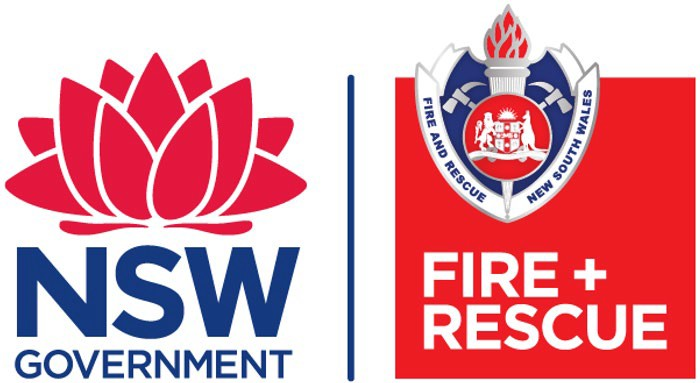 NSW
GOVERNMENT
FIRE AND RESCUE
NEW SOUTH WALES
FIRE +
RESCUE